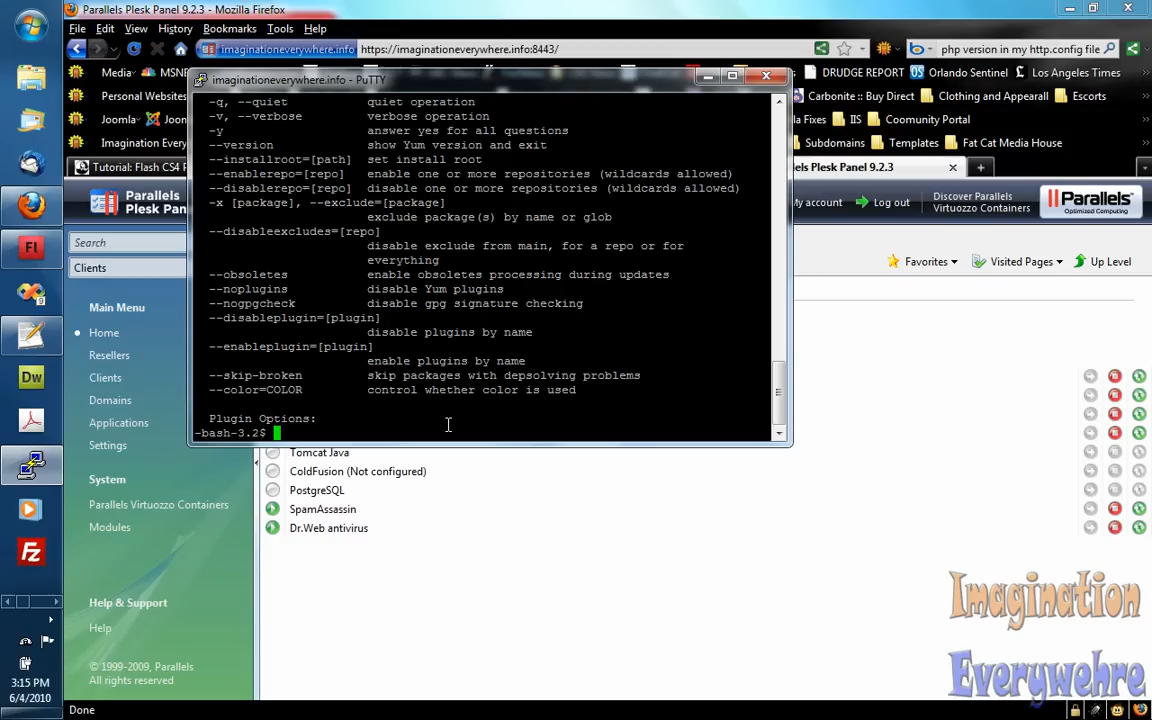 Parallels Plesk Panel 9.2.3 - Mozilla Firefox
File Edit View History Bookmarks Tools Help
imaginationeverywhere.info https://imaginationeverywhere.info:8443/
php version in my http.config file
Media
MSNE
DRUDGE REPORT Orlando Sentinel Los Angeles Times
Personal Websites
Carbonite :: Buy Direct Clothing and Appearall Escorts
Joomla
Joon
Fixes IIS Coomunity Portal
Imagination Every
Subdomains Templates Fat Cat Media House
Tutorial: Flash CS4 P
Plesk Panel 9.2.3
imaginationeverywhere.info - PuTTY
-q, --quiet quiet operation
-v, --verbose verbose operation
-y answer yes for all questions
--version show Yum version and exit
--installroot=[path] set install root
--enablerepo=[repo] enable one or more repositories (wildcards allowed)
--disablerepo=[repo] disable one or more repositories (wildcards allowed)
-x [package], --exclude=[package]
exclude package(s) by name or glob
--disableexcludes=[repo]
disable exclude from main, for a repo or for
everything
--obsoletes enable obsoletes processing during updates
--noplugins disable Yum plugins
--nogpgcheck disable gpg signature checking
--disableplugin=[plugin]
disable plugins by name
--enableplugin=[plugin]
enable plugins by name
--skip-broken skip packages with depsolving problems
--color=COLOR control whether color is used
Plugin Options:
-bash-3.2$
Parallels
Plesk Pan
My account Log out
Discover Parallels
Virtuozzo Containers
Parallels
Optimized Computing
Search
Clients
Favorites Visited Pages Up Level
Main Menu
Home
Resellers
Clients
Domains
Applications
Settings
System
Parallels Virtuozzo Containers
Modules
Help & Support
Help
© 1999-2009, Parallels
All rights reserved
Tomcat Java
ColdFusion (Not configured)
PostgreSQL
SpamAssassin
Dr.Web antivirus
Imagination
Everywehre
Fl
Dw
Fz
3:15 PM
6/4/2010
Done